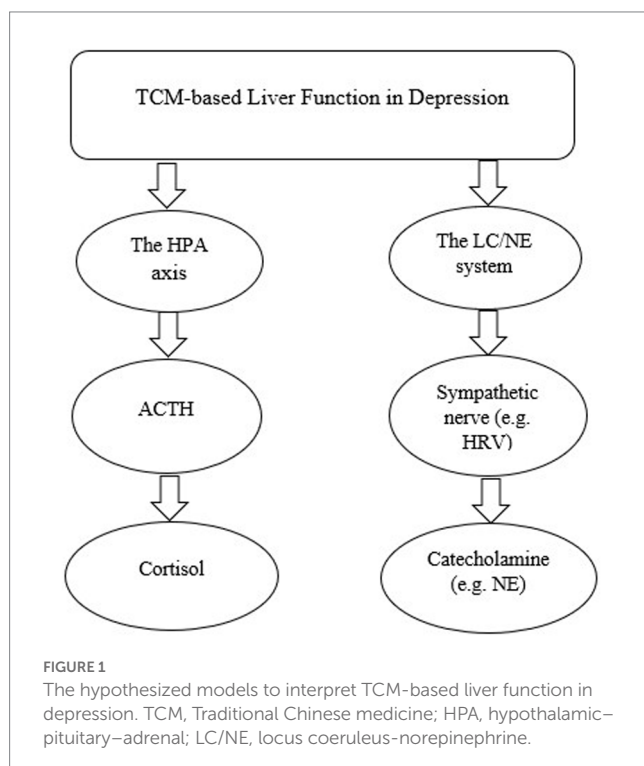 TCM-based Liver Function in Depression
The HPA
axis
The LC/NE
system
ACTH
Sympathetic
nerve (e.g.
HRV)
Cortisol
Catecholamine
(e.g. NE)
FIGURE 1
The hypothesized models to interpret TCM-based liver function in
depression. TCM, Traditional Chinese medicine; HPA, hypothalamic–
pituitary–adrenal; LC/NE, locus coeruleus-norepinephrine.